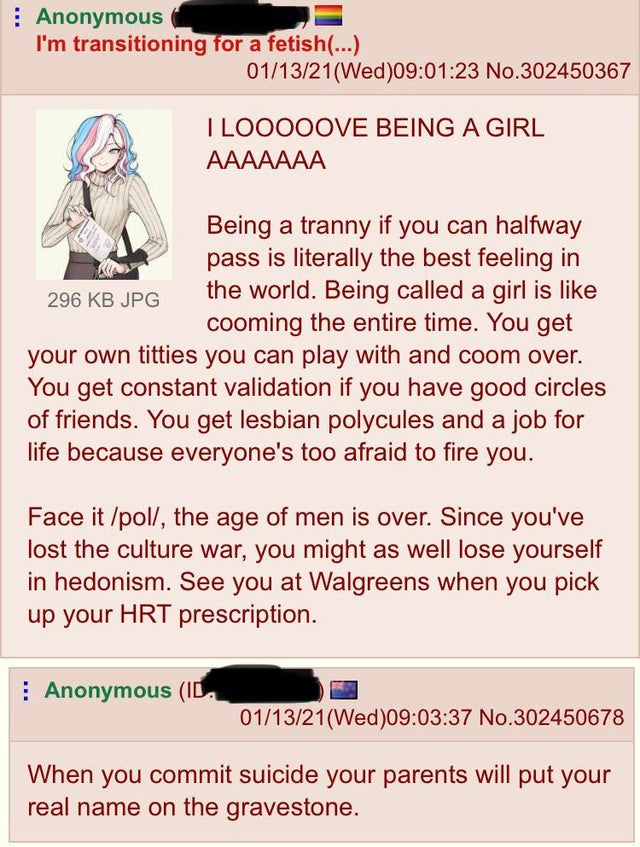 Anonymous (
I'm transitioning for a fetish(...)
01/13/21(Wed)09:01:23 No.302450367
I LOOOOOVE BEING A GIRL
AAAAAAA
Being a tranny if you can halfway
pass is literally the best feeling in
the world. Being called a girl is like
cooming the entire time. You get
your own titties you can play with and coom over.
You get constant validation if you have good circles
of friends. You get lesbian polycules and a job for
life because everyone's too afraid to fire you.
296 KB JPG
Face it /pol/, the age of men is over. Since you've
lost the culture war, you might as well lose yourself
in hedonism. See you at Walgreens when you pick
up your HRT prescription.
Anonymous (ID: )
01/13/21(Wed)09:03:37 No.302450678
When you commit suicide your parents will put your
real name on the gravestone.